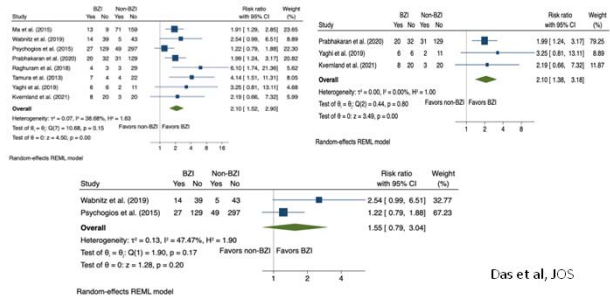 BZI Non-BZI Risk ratio Weight
Study Yes No Yes No with 95% CI (%)
Ma et al (2015) 13 9 71 159 1.91 [ 1.29, 2.85] 23.65
Wabnitz et al. (2019) 14 39 5 43 2.54 [ 0.99, 6.51] 8.89
Psychogios et al. (2015) 27 129 49 297 1.22 [ 0.79, 1.88] 22.30
Prabhakaran et al. (2020) 20 32 31 129 1.99 [ 1.24, 3.17] 20.82
Raghuram et al. (2018) 4 3 3 29 6.10 [ 1.74, 21.36] 5.62
Tamura et al. (2013) 7 4 4 22 4.14 [ 1.51, 11.31] 8.05
Yaghi et al. (2019) 6 6 2 11 3.25 [ 0.81, 13.11] 4.68
Kvernland et al. (2021) 8 20 3 20 2.19 [ 0.66, 7.32] 5.99
Overall 2.10 [ 1.52, 2.90]
Heterogeneity: τ² = 0.07, I² = 38.68%, H² = 1.63
Test of θᵢ = θⱼ: Q(7) = 10.68, p = 0.15
Favors non-BZI Favors BZI
Test of θ = 0: z = 4.50, p = 0.00
1 2 4 8 16
Random-effects REML model
BZI Non-BZI Risk ratio Weight
Study Yes No Yes No with 95% CI (%)
Prabhakaran et al. (2020) 20 32 31 129 1.99 [ 1.24, 3.17] 79.25
Yaghi et al. (2019) 6 6 2 11 3.25 [ 0.81, 13.11] 8.89
Kvernland et al. (2021) 8 20 3 20 2.19 [ 0.66, 7.32] 11.87
Overall 2.10 [ 1.38, 3.18]
Heterogeneity: τ² = 0.00, I² = 0.00%, H² = 1.00
Test of θᵢ = θⱼ: Q(2) = 0.44, p = 0.80
Favors non-BZI Favors BZI
Test of θ = 0: z = 3.49, p = 0.00
1 2 4 8
Random-effects REML model
BZI Non-BZI Risk ratio Weight
Study Yes No Yes No with 95% CI (%)
Wabnitz et al. (2019) 14 39 5 43 2.54 [ 0.99, 6.51] 32.77
Psychogios et al. (2015) 27 129 49 297 1.22 [ 0.79, 1.88] 67.23
Overall 1.55 [ 0.79, 3.04]
Heterogeneity: τ² = 0.13, I² = 47.47%, H² = 1.90
Test of θᵢ = θⱼ: Q(1) = 1.90, p = 0.17
Favors non-BZI Favors BZI
Test of θ = 0: z = 1.28, p = 0.20
1 2 4
Random-effects REML model
Das et al, JOS